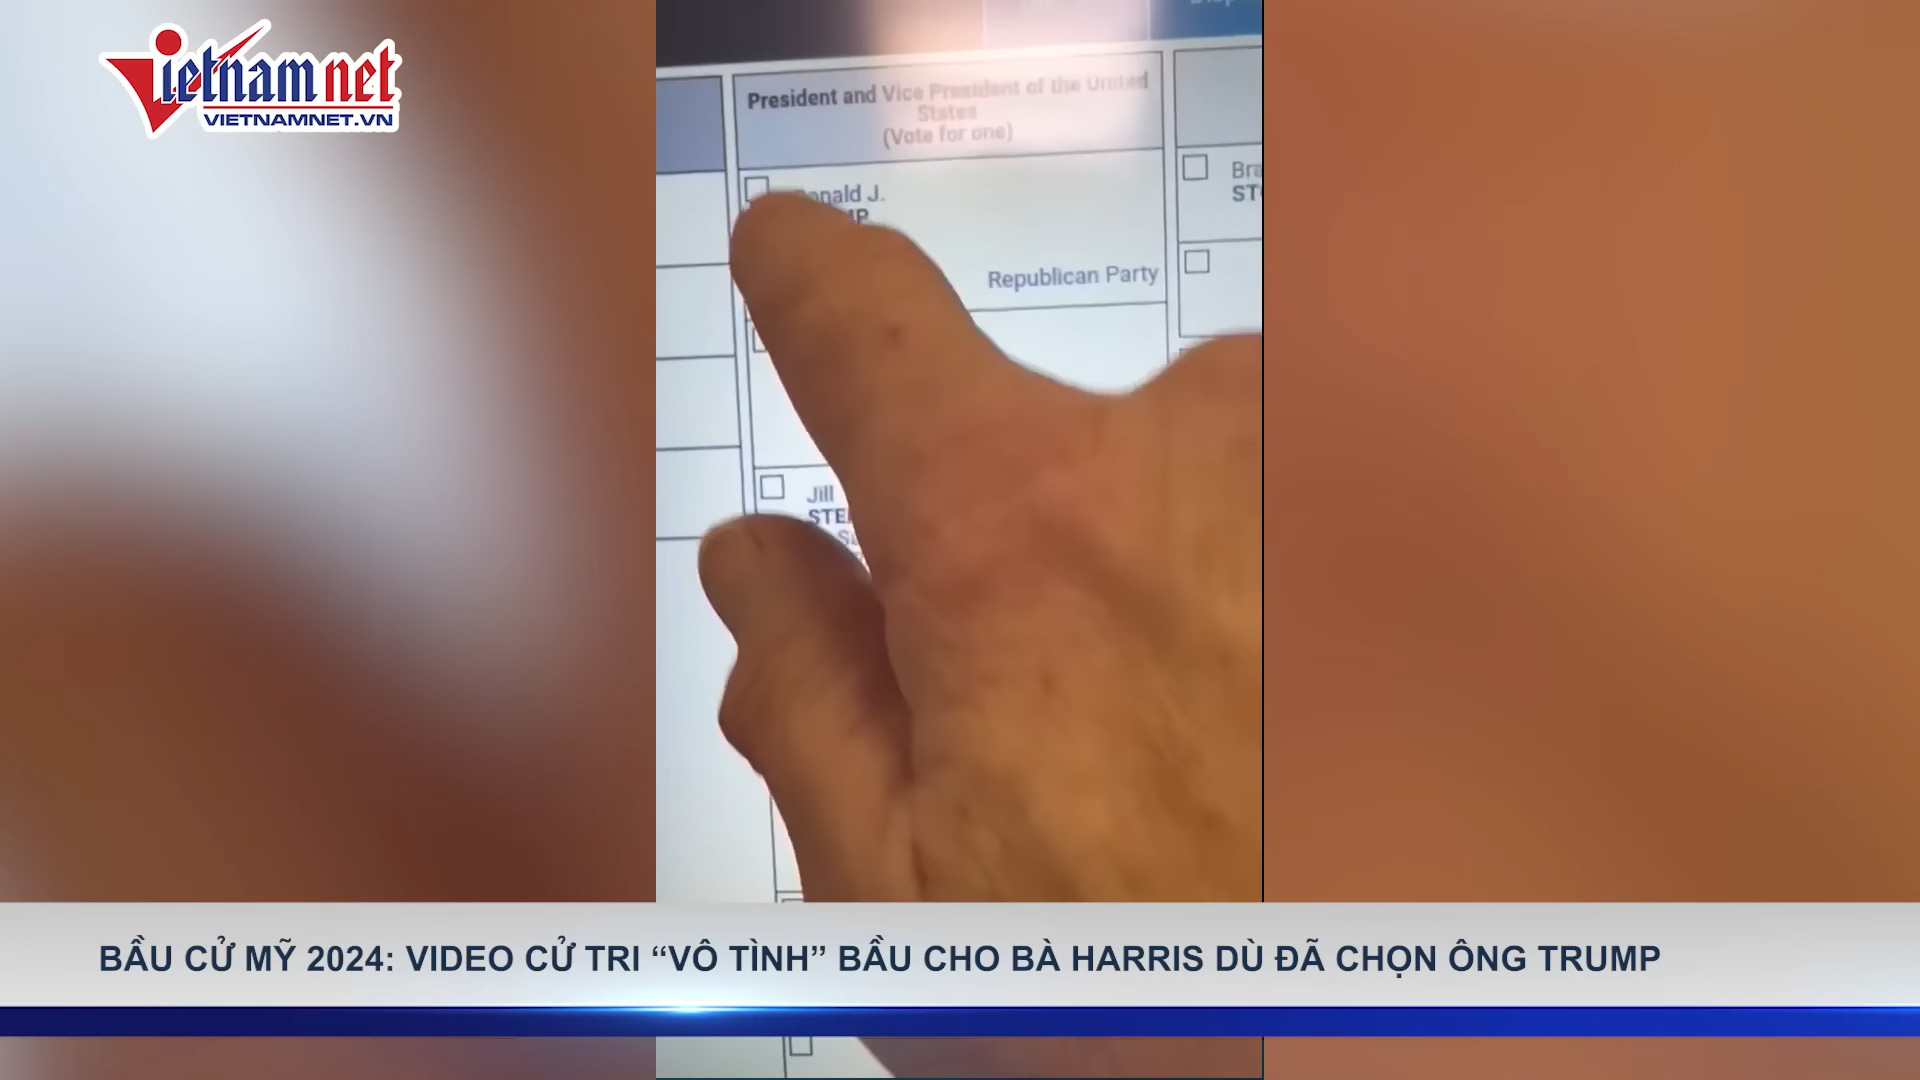 Vietnamnet
VIETNAMNET.VN
President and Vice President of the United
States
(Vote for one)
Donald J.
Republican Party
Jill
BẦU CỬ MỸ 2024: VIDEO CỬ TRI “VÔ TÌNH” BẦU CHO BÀ HARRIS DÙ ĐÃ CHỌN ÔNG TRUMP